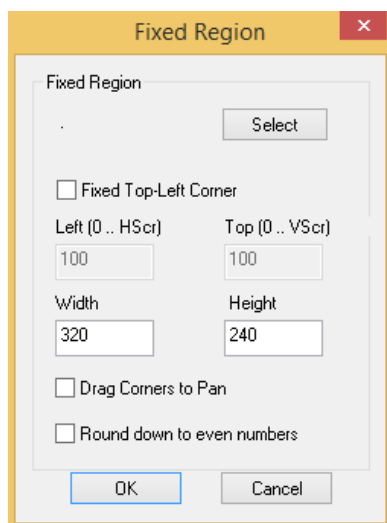 Fixed Region
Fixed Region
.
Select
Fixed Top-Left Corner
Left (0 .. HScr) Top (0 .. VScr)
100 100
Width Height
320 240
Drag Corners to Pan
Round down to even numbers
OK Cancel